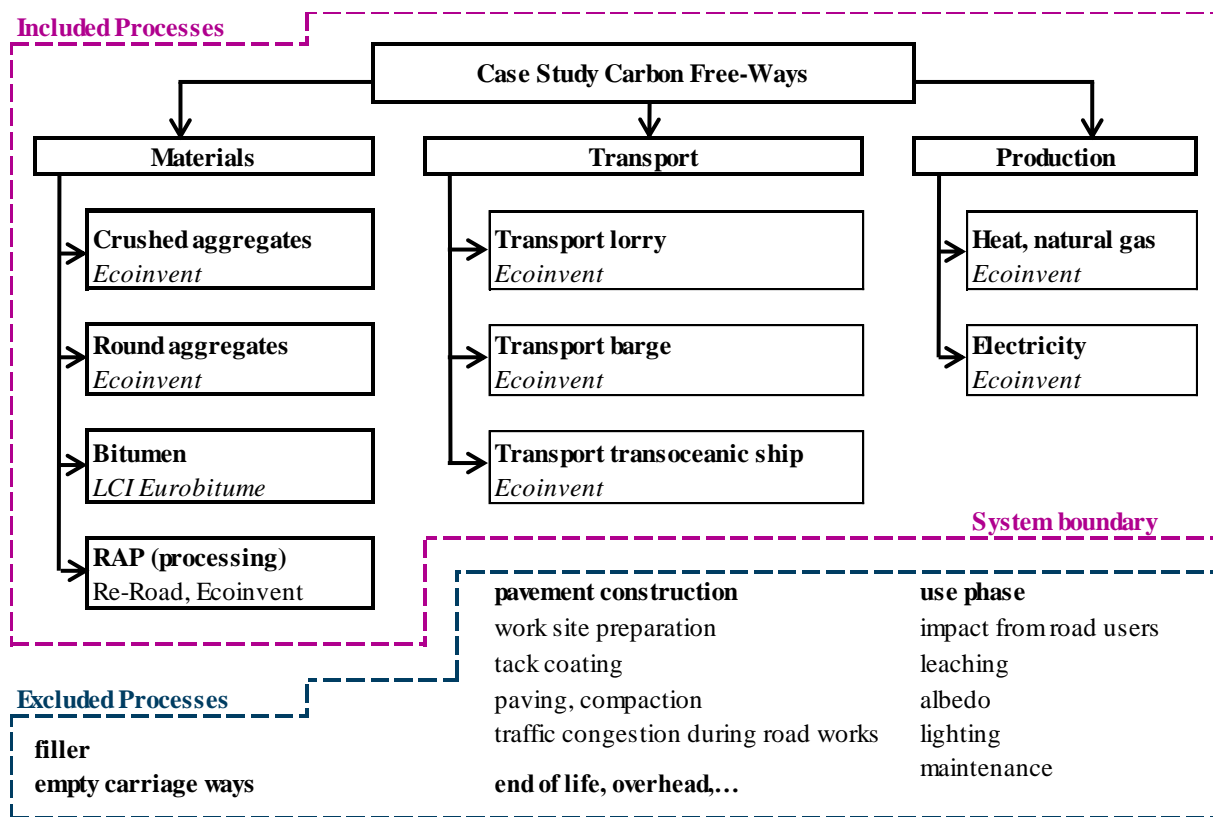 Included Processes
Case Study Carbon Free-Ways
Materials
Crushed aggregates
Ecoinvent
Round aggregates
Ecoinvent
Bitumen
LCI Eurobitume
RAP (processing)
Re-Road, Ecoinvent
Transport
Transport lorry
Ecoinvent
Transport barge
Ecoinvent
Transport transoceanic ship
Ecoinvent
Production
Heat, natural gas
Ecoinvent
Electricity
Ecoinvent
System boundary
Excluded Processes
filler
empty carriage ways
pavement construction
work site preparation
tack coating
paving, compaction
traffic congestion during road works
end of life, overhead,…
use phase
impact from road users
leaching
albedo
lighting
maintenance